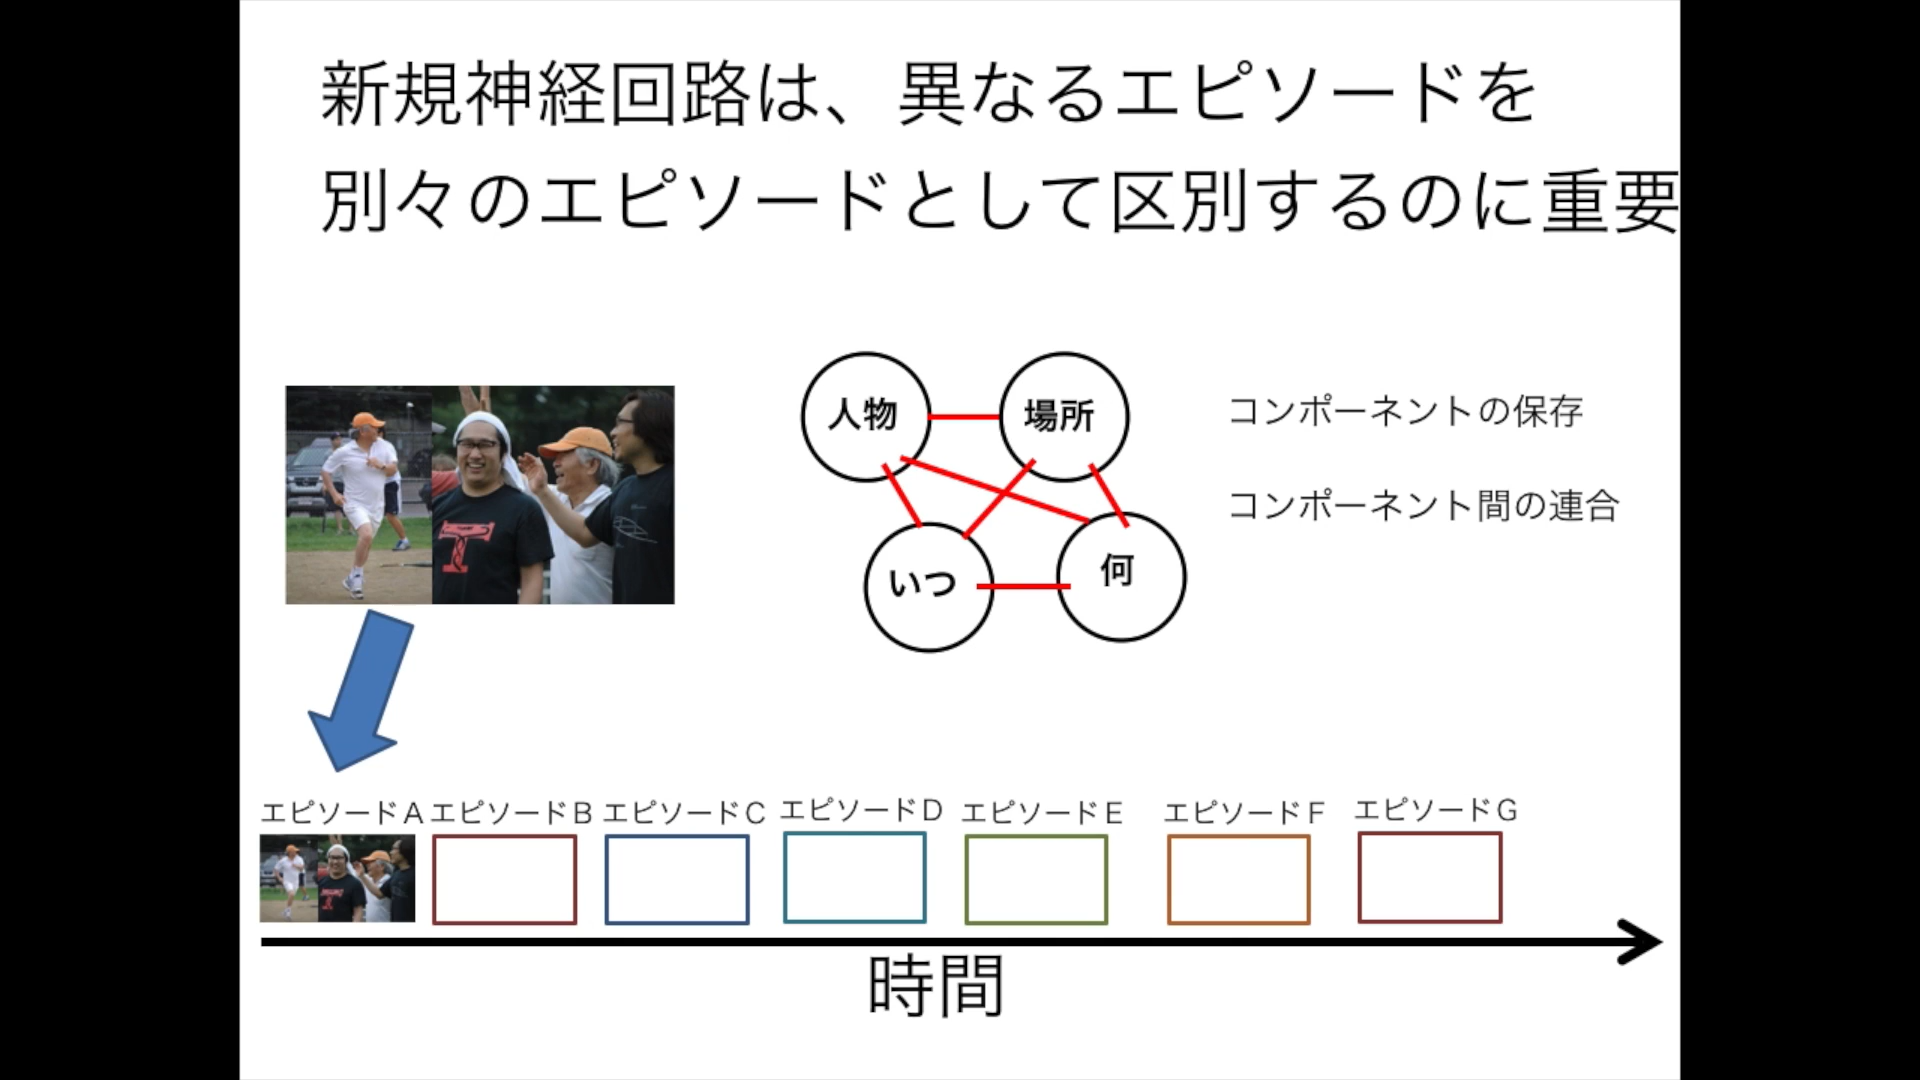 新規神経回路は、異なるエピソードを
別々のエピソードとして区別するのに重要
人物
場所
コンポーネントの保存
コンポーネント間の連合
いつ
何
T
エピソードA エピソードB エピソードC エピソードD エピソードE エピソードF エピソードG
時間